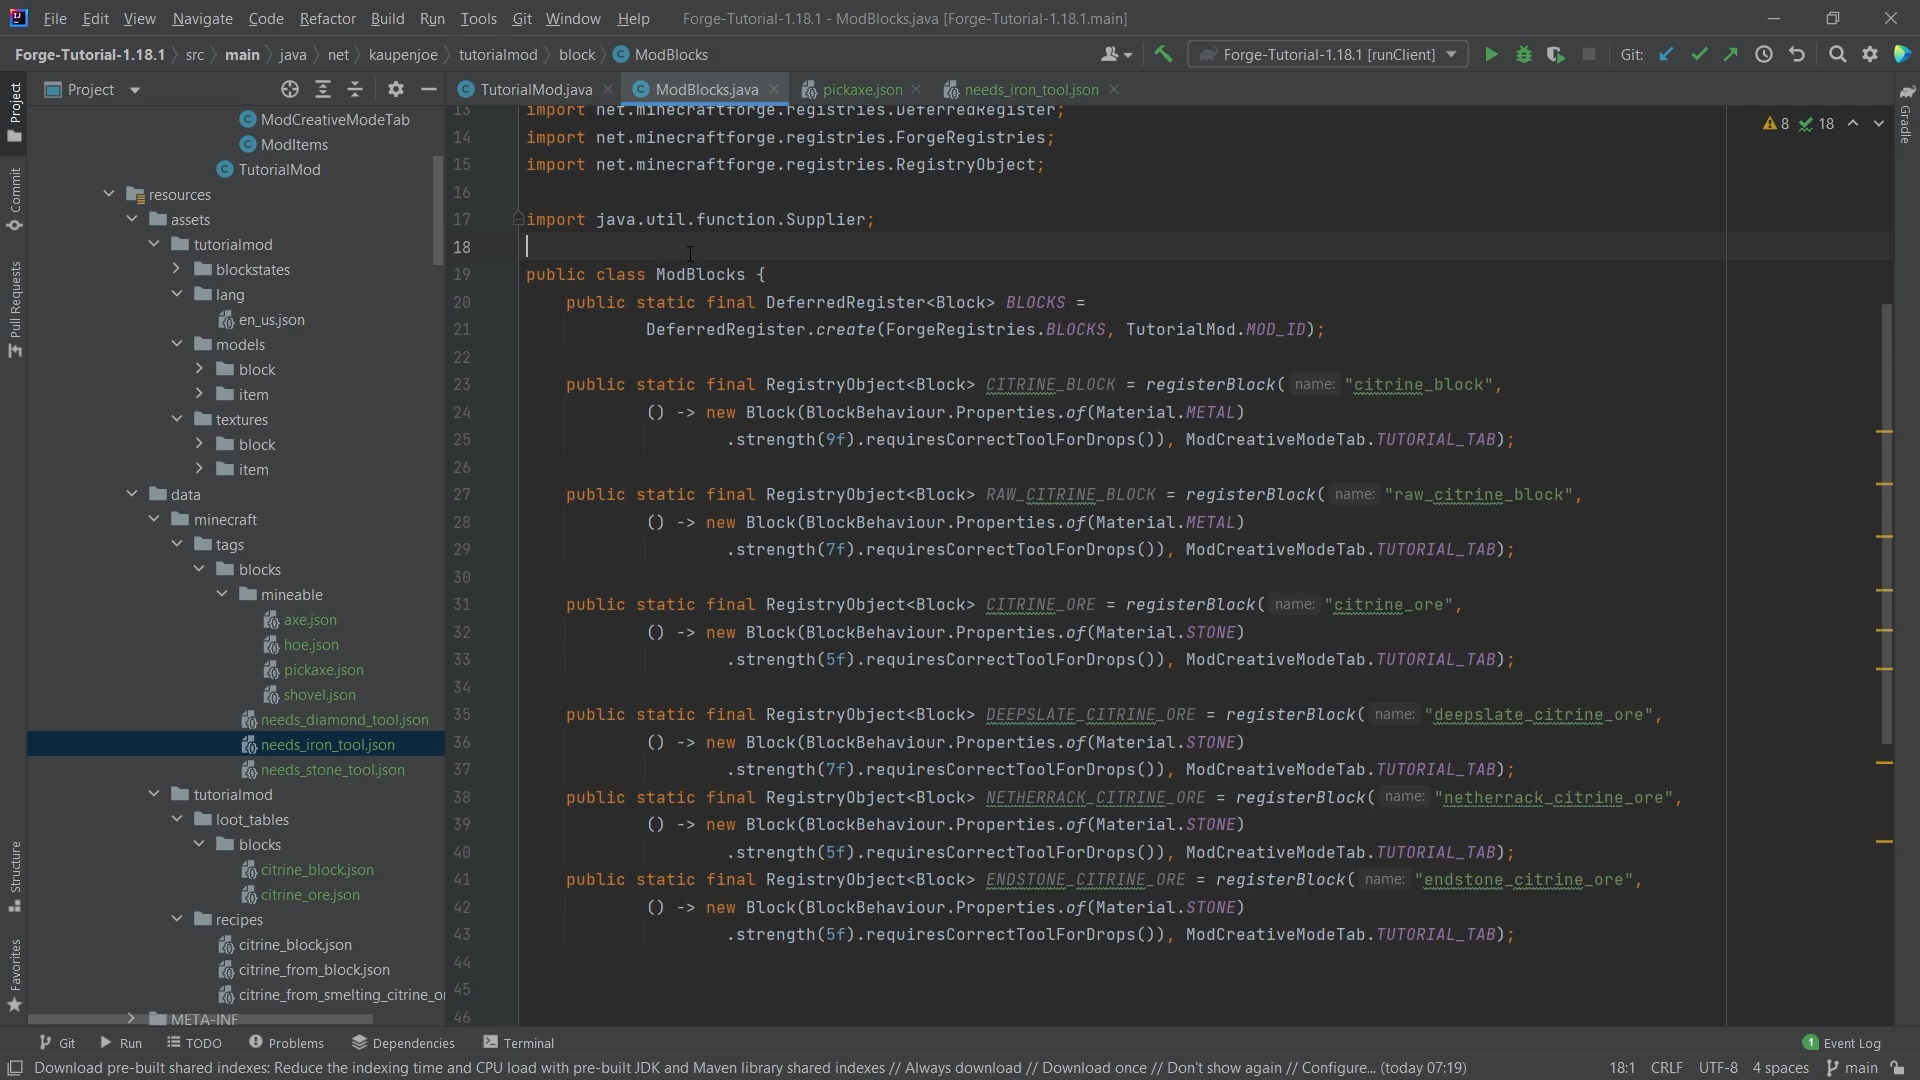 File Edit View Navigate Code Refactor Build Run Tools Git Window Help Forge-Tutorial-1.18.1 - ModBlocks.java [Forge-Tutorial-1.18.1.main]
Forge-Tutorial-1.18.1 src main java net kaupenjoe tutorialmod block ModBlocks Forge-Tutorial-1.18.1 [runClient] Git:
Project
TutorialMod.java ModBlocks.java pickaxe.json needs_iron_tool.json
8 18
Project
Commit
Pull Requests
Structure
Favorites
Gradle
ModCreativeModeTab
ModItems
TutorialMod
resources
assets
tutorialmod
blockstates
lang
en_us.json
models
block
item
textures
block
item
data
minecraft
tags
blocks
mineable
axe.json
hoe.json
pickaxe.json
shovel.json
needs_diamond_tool.json
needs_iron_tool.json
needs_stone_tool.json
tutorialmod
loot_tables
blocks
citrine_block.json
citrine_ore.json
recipes
citrine_block.json
citrine_from_block.json
citrine_from_smelting_citrine_o
META-INF
13 import net.minecraftforge.registries.DeferredRegister;
14 import net.minecraftforge.registries.ForgeRegistries;
15 import net.minecraftforge.registries.RegistryObject;
16
17 import java.util.function.Supplier;
18
19 public class ModBlocks {
20 public static final DeferredRegister<Block> BLOCKS =
21 DeferredRegister.create(ForgeRegistries.BLOCKS, TutorialMod.MOD_ID);
22
23 public static final RegistryObject<Block> CITRINE_BLOCK = registerBlock( name: "citrine_block",
24 () -> new Block(BlockBehaviour.Properties.of(Material.METAL)
25 .strength(9f).requiresCorrectToolForDrops()), ModCreativeModeTab.TUTORIAL_TAB);
26
27 public static final RegistryObject<Block> RAW_CITRINE_BLOCK = registerBlock( name: "raw_citrine_block",
28 () -> new Block(BlockBehaviour.Properties.of(Material.METAL)
29 .strength(7f).requiresCorrectToolForDrops()), ModCreativeModeTab.TUTORIAL_TAB);
30
31 public static final RegistryObject<Block> CITRINE_ORE = registerBlock( name: "citrine_ore",
32 () -> new Block(BlockBehaviour.Properties.of(Material.STONE)
33 .strength(5f).requiresCorrectToolForDrops()), ModCreativeModeTab.TUTORIAL_TAB);
34
35 public static final RegistryObject<Block> DEEPSLATE_CITRINE_ORE = registerBlock( name: "deepslate_citrine_ore",
36 () -> new Block(BlockBehaviour.Properties.of(Material.STONE)
37 .strength(7f).requiresCorrectToolForDrops()), ModCreativeModeTab.TUTORIAL_TAB);
38 public static final RegistryObject<Block> NETHERRACK_CITRINE_ORE = registerBlock( name: "netherrack_citrine_ore",
39 () -> new Block(BlockBehaviour.Properties.of(Material.STONE)
40 .strength(5f).requiresCorrectToolForDrops()), ModCreativeModeTab.TUTORIAL_TAB);
41 public static final RegistryObject<Block> ENDSTONE_CITRINE_ORE = registerBlock( name: "endstone_citrine_ore",
42 () -> new Block(BlockBehaviour.Properties.of(Material.STONE)
43 .strength(5f).requiresCorrectToolForDrops()), ModCreativeModeTab.TUTORIAL_TAB);
44
45
46
Git Run TODO Problems Dependencies Terminal 1 Event Log
Download pre-built shared indexes: Reduce the indexing time and CPU load with pre-built JDK and Maven library shared indexes // Always download // Download once // Don't show again // Configure... (today 07:19) 18:1 CRLF UTF-8 4 spaces main